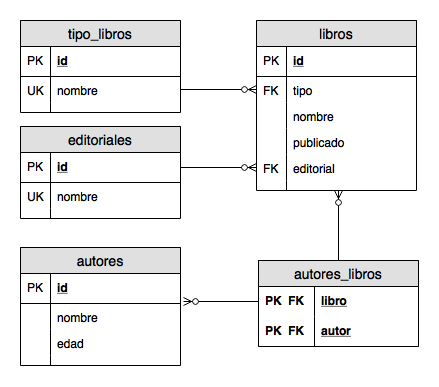 tipo_libros
PK id
UK nombre
libros
PK id
FK tipo
nombre
publicado
FK editorial
editoriales
PK id
UK nombre
autores
PK id
nombre
edad
autores_libros
PK FK libro
PK FK autor